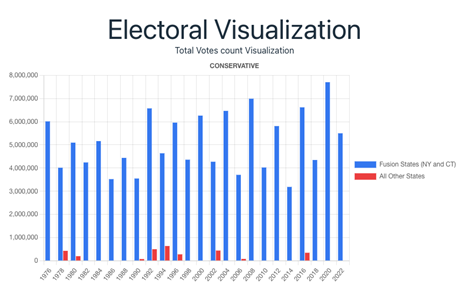 Electoral Visualization
Total Votes count Visualization
CONSERVATIVE
8,000,000
7,000,000
6,000,000
5,000,000
4,000,000
3,000,000
2,000,000
1,000,000
0
Fusion States (NY and CT)
All Other States
1976 1978 1980 1982 1984 1986 1988 1990 1992 1994 1996 1998 2000 2002 2004 2006 2008 2010 2012 2014 2016 2018 2020 2022